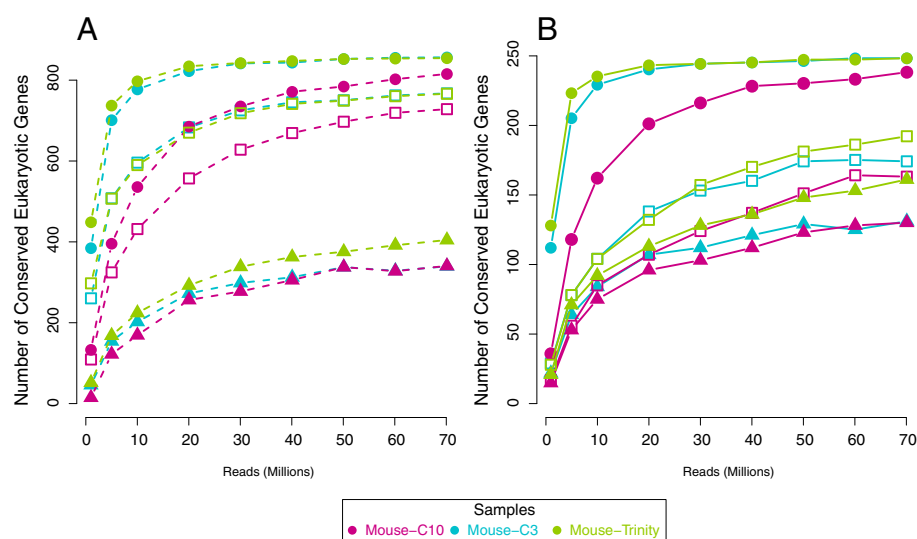 A
B
Number of Conserved Eukaryotic Genes
0
200
400
600
800
0 10 20 30 40 50 60 70
Reads (Millions)
Number of Conserved Eukaryotic Genes
0
50
100
150
200
250
0 10 20 30 40 50 60 70
Reads (Millions)
Samples
Mouse−C10 Mouse−C3 Mouse−Trinity